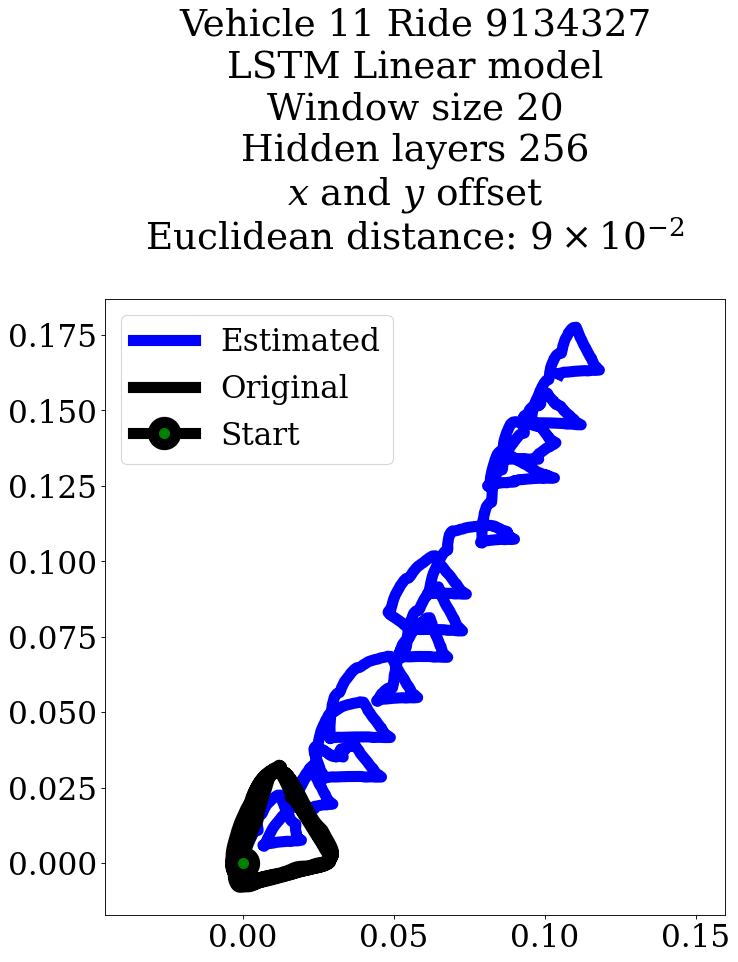 Vehicle 11 Ride 9134327
LSTM Linear model
Window size 20
Hidden layers 256
x and y offset
Euclidean distance: 9 × 10⁻²
Estimated
Original
Start
0.175
0.150
0.125
0.100
0.075
0.050
0.025
0.000
0.00 0.05 0.10 0.15